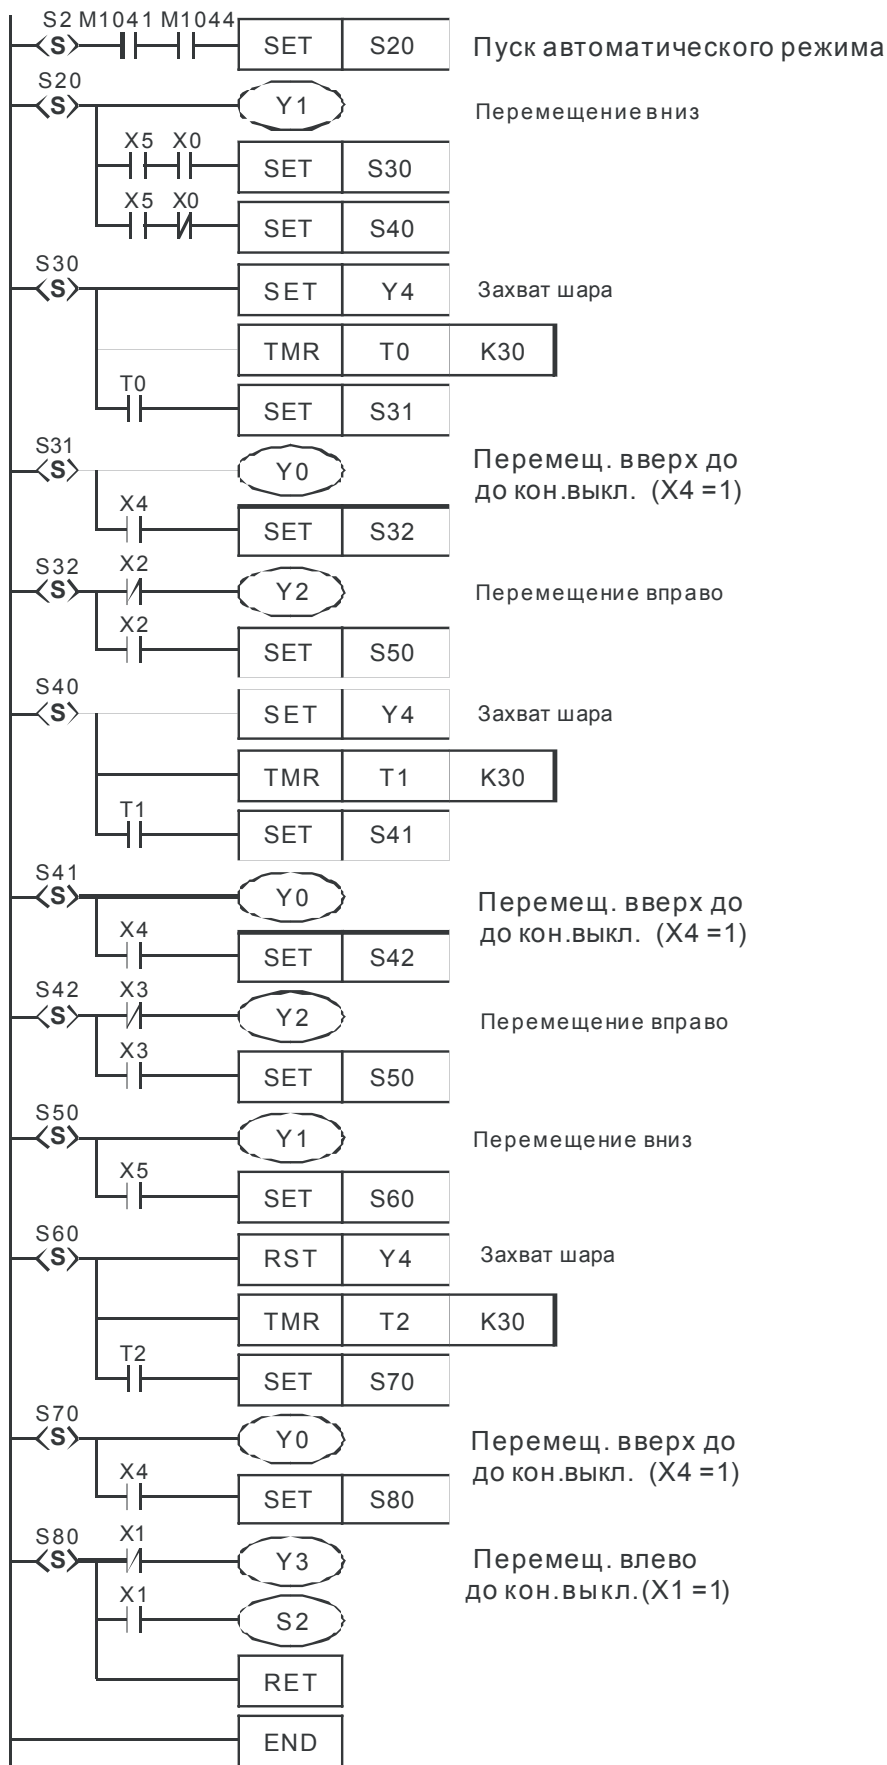 S2 M1041 M1044
S SET S20 Пуск автоматического режима
S20
S Y1 Перемещение вниз
X5 X0
SET S30
X5 X0
SET S40
S30
S SET Y4 Захват шара
TMR T0 K30
T0
SET S31
S31
S Y0 Перемещ. вверх до
до кон.выкл. (X4 =1)
X4
SET S32
S32 X2
S Y2 Перемещение вправо
X2
SET S50
S40
S SET Y4 Захват шара
TMR T1 K30
T1
SET S41
S41
S Y0 Перемещ. вверх до
до кон.выкл. (X4 =1)
X4
SET S42
S42 X3
S Y2 Перемещение вправо
X3
SET S50
S50
S Y1 Перемещение вниз
X5
SET S60
S60
S RST Y4 Захват шара
TMR T2 K30
T2
SET S70
S70
S Y0 Перемещ. вверх до
до кон.выкл. (X4 =1)
X4
SET S80
S80 X1
S Y3 Перемещ. влево
до кон.выкл.(X1 =1)
X1
S2
RET
END